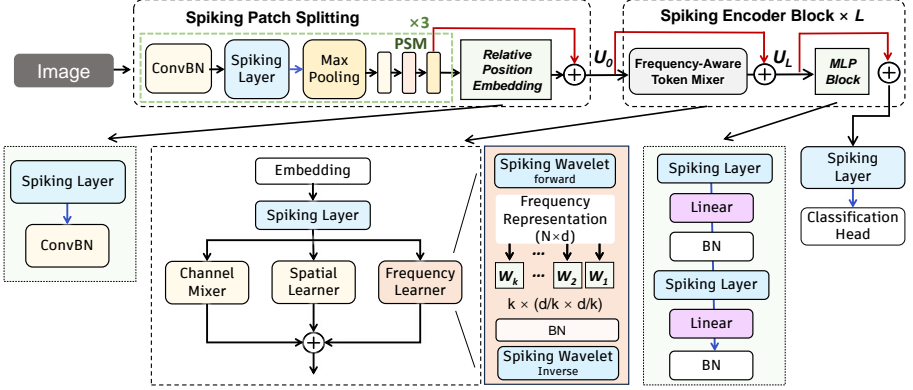 Spiking Patch Splitting
Spiking Encoder Block × L
×3
Image
ConvBN
Spiking
Layer
Max
Pooling
PSM
Relative
Position
Embedding
U0
Frequency-Aware
Token Mixer
UL
MLP
Block
Spiking Layer
ConvBN
Embedding
Spiking Layer
Channel
Mixer
Spatial
Learner
Frequency
Learner
Spiking Wavelet
forward
Frequency
Representation
(N×d)
... ...
Wk ... W2 W1
k × (d/k × d/k)
BN
Spiking Wavelet
Inverse
Spiking Layer
Linear
BN
Spiking Layer
Linear
BN
Spiking
Layer
Classification
Head